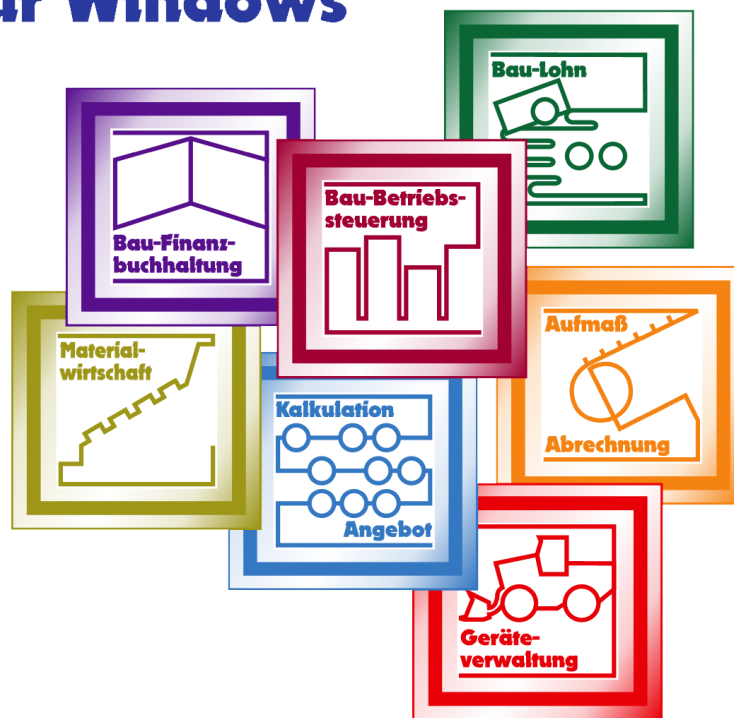 ür Windows
Bau-Lohn
Bau-Finanz-
buchhaltung
Bau-Betriebs-
steuerung
Material-
wirtschaft
Aufmaß
Abrechnung
Kalkulation
Angebot
Geräte-
verwaltung